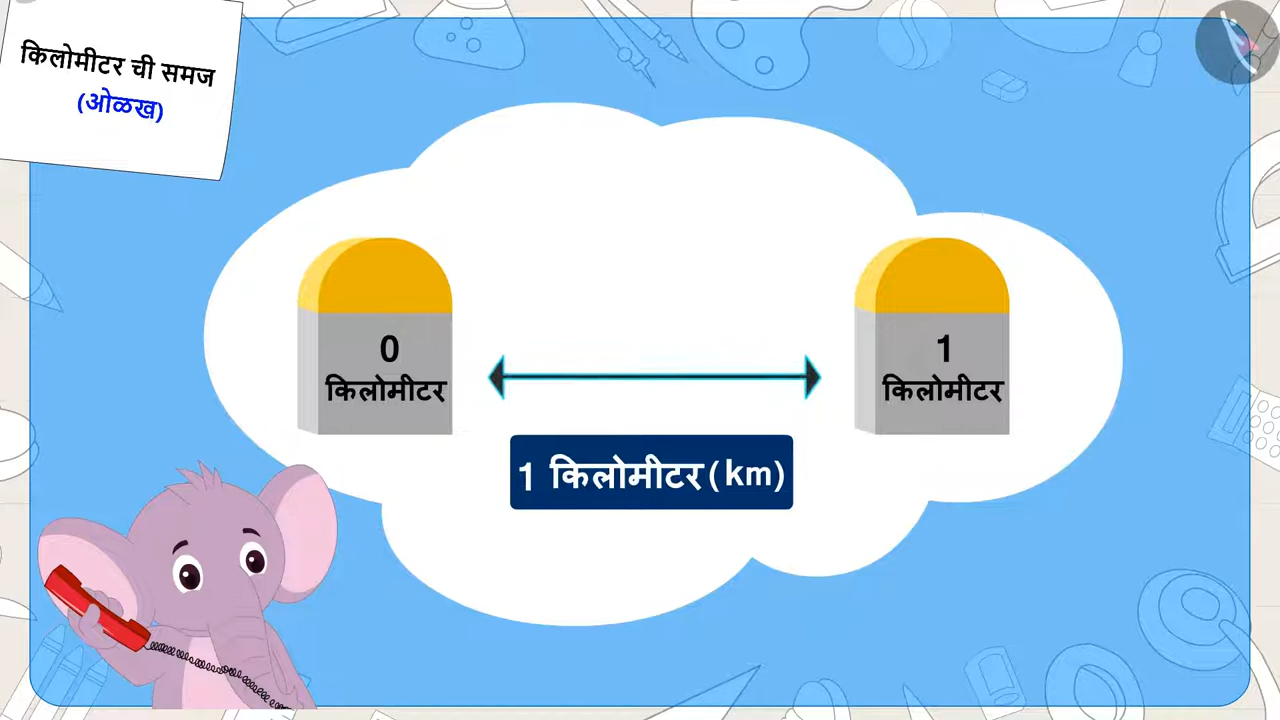 किलोमीटर ची समज
(ओळख)
0
किलोमीटर
1
किलोमीटर
1 किलोमीटर (km)